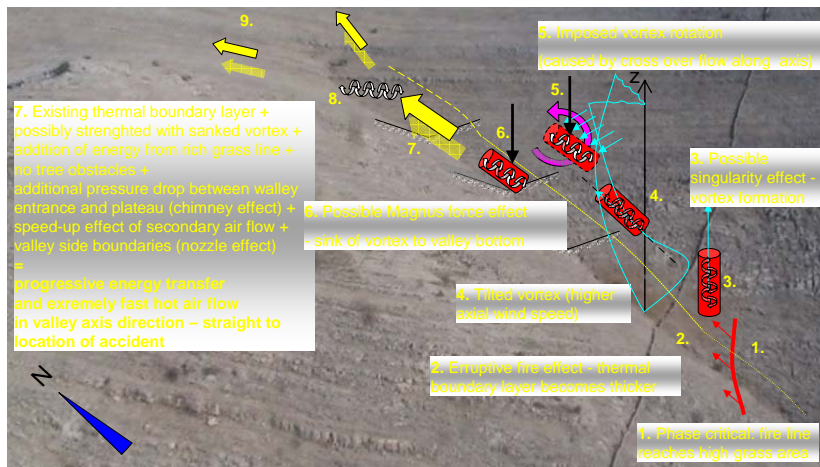 9.
5. Imposed vortex rotation
(caused by cross over flow along axis)
Z
5.
8.
7. Existing thermal boundary layer +
possibly strenghted with sanked vortex +
addition of energy from rich grass line +
no tree obstacles +
additional pressure drop between walley
entrance and plateau (chimney effect) +
speed-up effect of secondary air flow +
valley side boundaries (nozzle effect)
=
progressive energy transfer
and exremely fast hot air flow
in valley axis direction – straight to
location of accident
7.
6.
3. Possible
singularity effect -
vortex formation
4.
6. Possible Magnus force effect
- sink of vortex to valley bottom
3.
4. Tilted vortex (higher
axial wind speed)
2.
1.
2. Erruptive fire effect - thermal
boundary layer becomes thicker
N
1. Phase critical: fire line
reaches high grass area